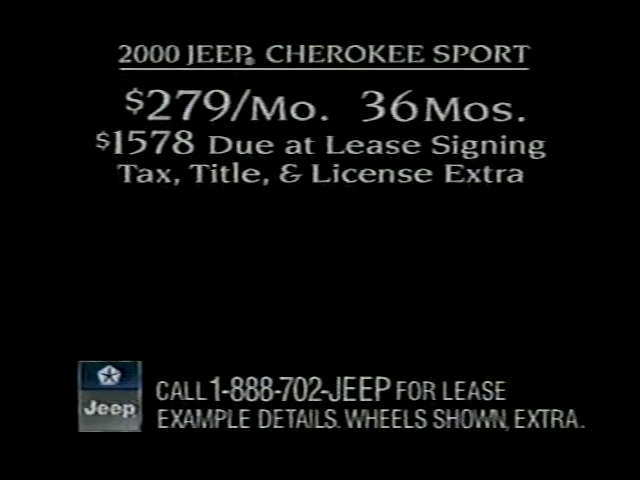 2000 JEEP® CHEROKEE SPORT
$279/Mo. 36 Mos.
$1578 Due at Lease Signing
Tax, Title, & License Extra
Jeep
CALL 1-888-702-JEEP FOR LEASE
EXAMPLE DETAILS. WHEELS SHOWN, EXTRA.